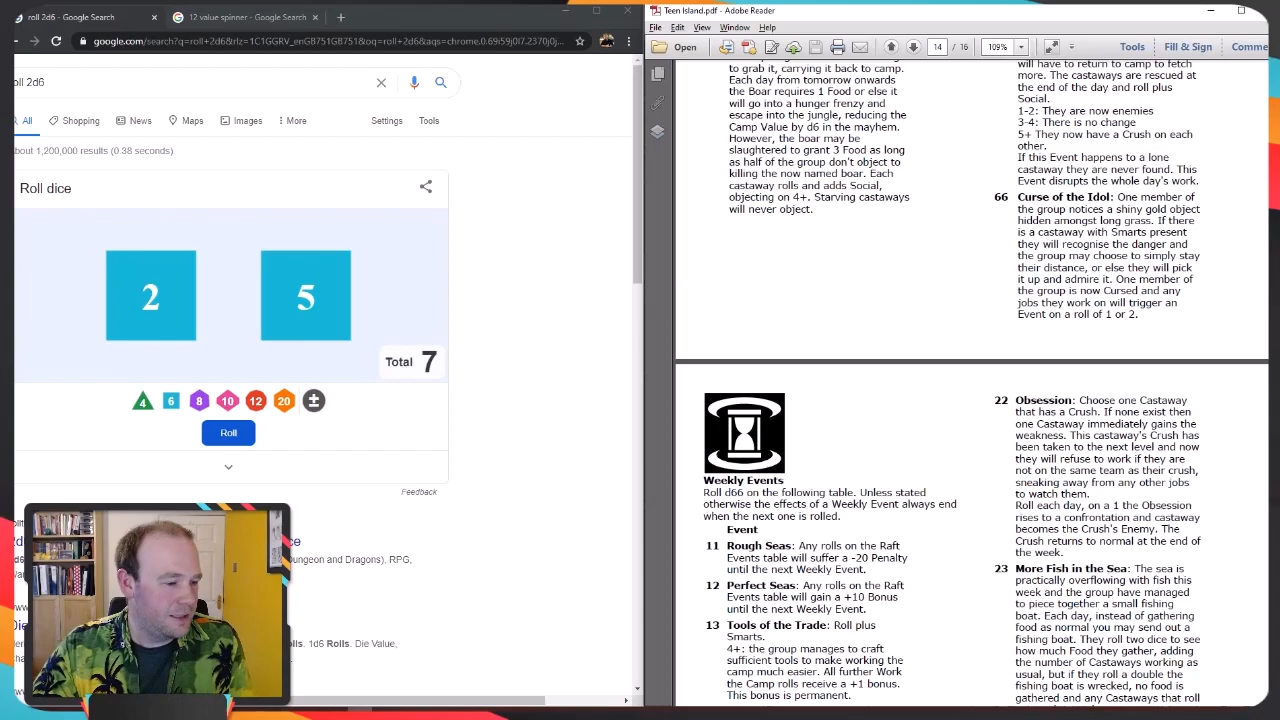 roll 2d6 - Google Search
12 value spinner - Google Search
google.com/search?q=roll+2d6&rlz=1C1GGRV_enGB751GB751&oq=roll+2d6&aqs=chrome.0.69i59j0l7.2370j0j
oll 2d6
All
Shopping
News
Maps
Images
More
Settings
Tools
bout 1,200,000 results (0.38 seconds)
Roll dice
2
5
Total 7
4 6 8 10 12 20
Roll
Feedback
Dungeon and Dragons), RPG,
olls. 1d6 Rolls. Die Value,
Teen Island.pdf - Adobe Reader
File Edit View Window Help
Open
14 / 16
109%
Tools
Fill & Sign
Comme
to grab it, carrying it back to camp.
Each day from tomorrow onwards
the Boar requires 1 Food or else it
will go into a hunger frenzy and
escape into the jungle, reducing the
Camp Value by d6 in the mayhem.
However, the boar may be
slaughtered to grant 3 Food as long
as half of the group don't object to
killing the now named boar. Each
castaway rolls and adds Social,
objecting on 4+. Starving castaways
will never object.
will have to return to camp to fetch
more. The castaways are rescued at
the end of the day and roll plus
Social.
1-2: They are now enemies
3-4: There is no change
5+ They now have a Crush on each
other.
If this Event happens to a lone
castaway they are never found. This
Event disrupts the whole day's work.
66 Curse of the Idol: One member of
the group notices a shiny gold object
hidden amongst long grass. If there
is a castaway with Smarts present
they will recognise the danger and
the group may choose to simply stay
their distance, or else they will pick
it up and admire it. One member of
the group is now Cursed and any
jobs they work on will trigger an
Event on a roll of 1 or 2.
Weekly Events
Roll d66 on the following table. Unless stated
otherwise the effects of a Weekly Event always end
when the next one is rolled.
Event
11 Rough Seas: Any rolls on the Raft
Events table will suffer a -20 Penalty
until the next Weekly Event.
12 Perfect Seas: Any rolls on the Raft
Events table will gain a +10 Bonus
until the next Weekly Event.
13 Tools of the Trade: Roll plus
Smarts.
4+: the group manages to craft
sufficient tools to make working the
camp much easier. All further Work
the Camp rolls receive a +1 bonus.
This bonus is permanent.
22 Obsession: Choose one Castaway
that has a Crush. If none exist then
one Castaway immediately gains the
weakness. This castaway's Crush has
been taken to the next level and now
they will refuse to work if they are
not on the same team as their crush,
sneaking away from any other jobs
to watch them.
Roll each day, on a 1 the Obsession
rises to a confrontation and castaway
becomes the Crush's Enemy. The
Crush returns to normal at the end of
the week.
23 More Fish in the Sea: The sea is
practically overflowing with fish this
week and the group have managed
to piece together a small fishing
boat. Each day, instead of gathering
food as normal you may send out a
fishing boat. They roll two dice to see
how much Food they gather, adding
the number of Castaways working as
usual, but if they roll a double the
fishing boat is wrecked, no food is
gathered and any Castaways that roll